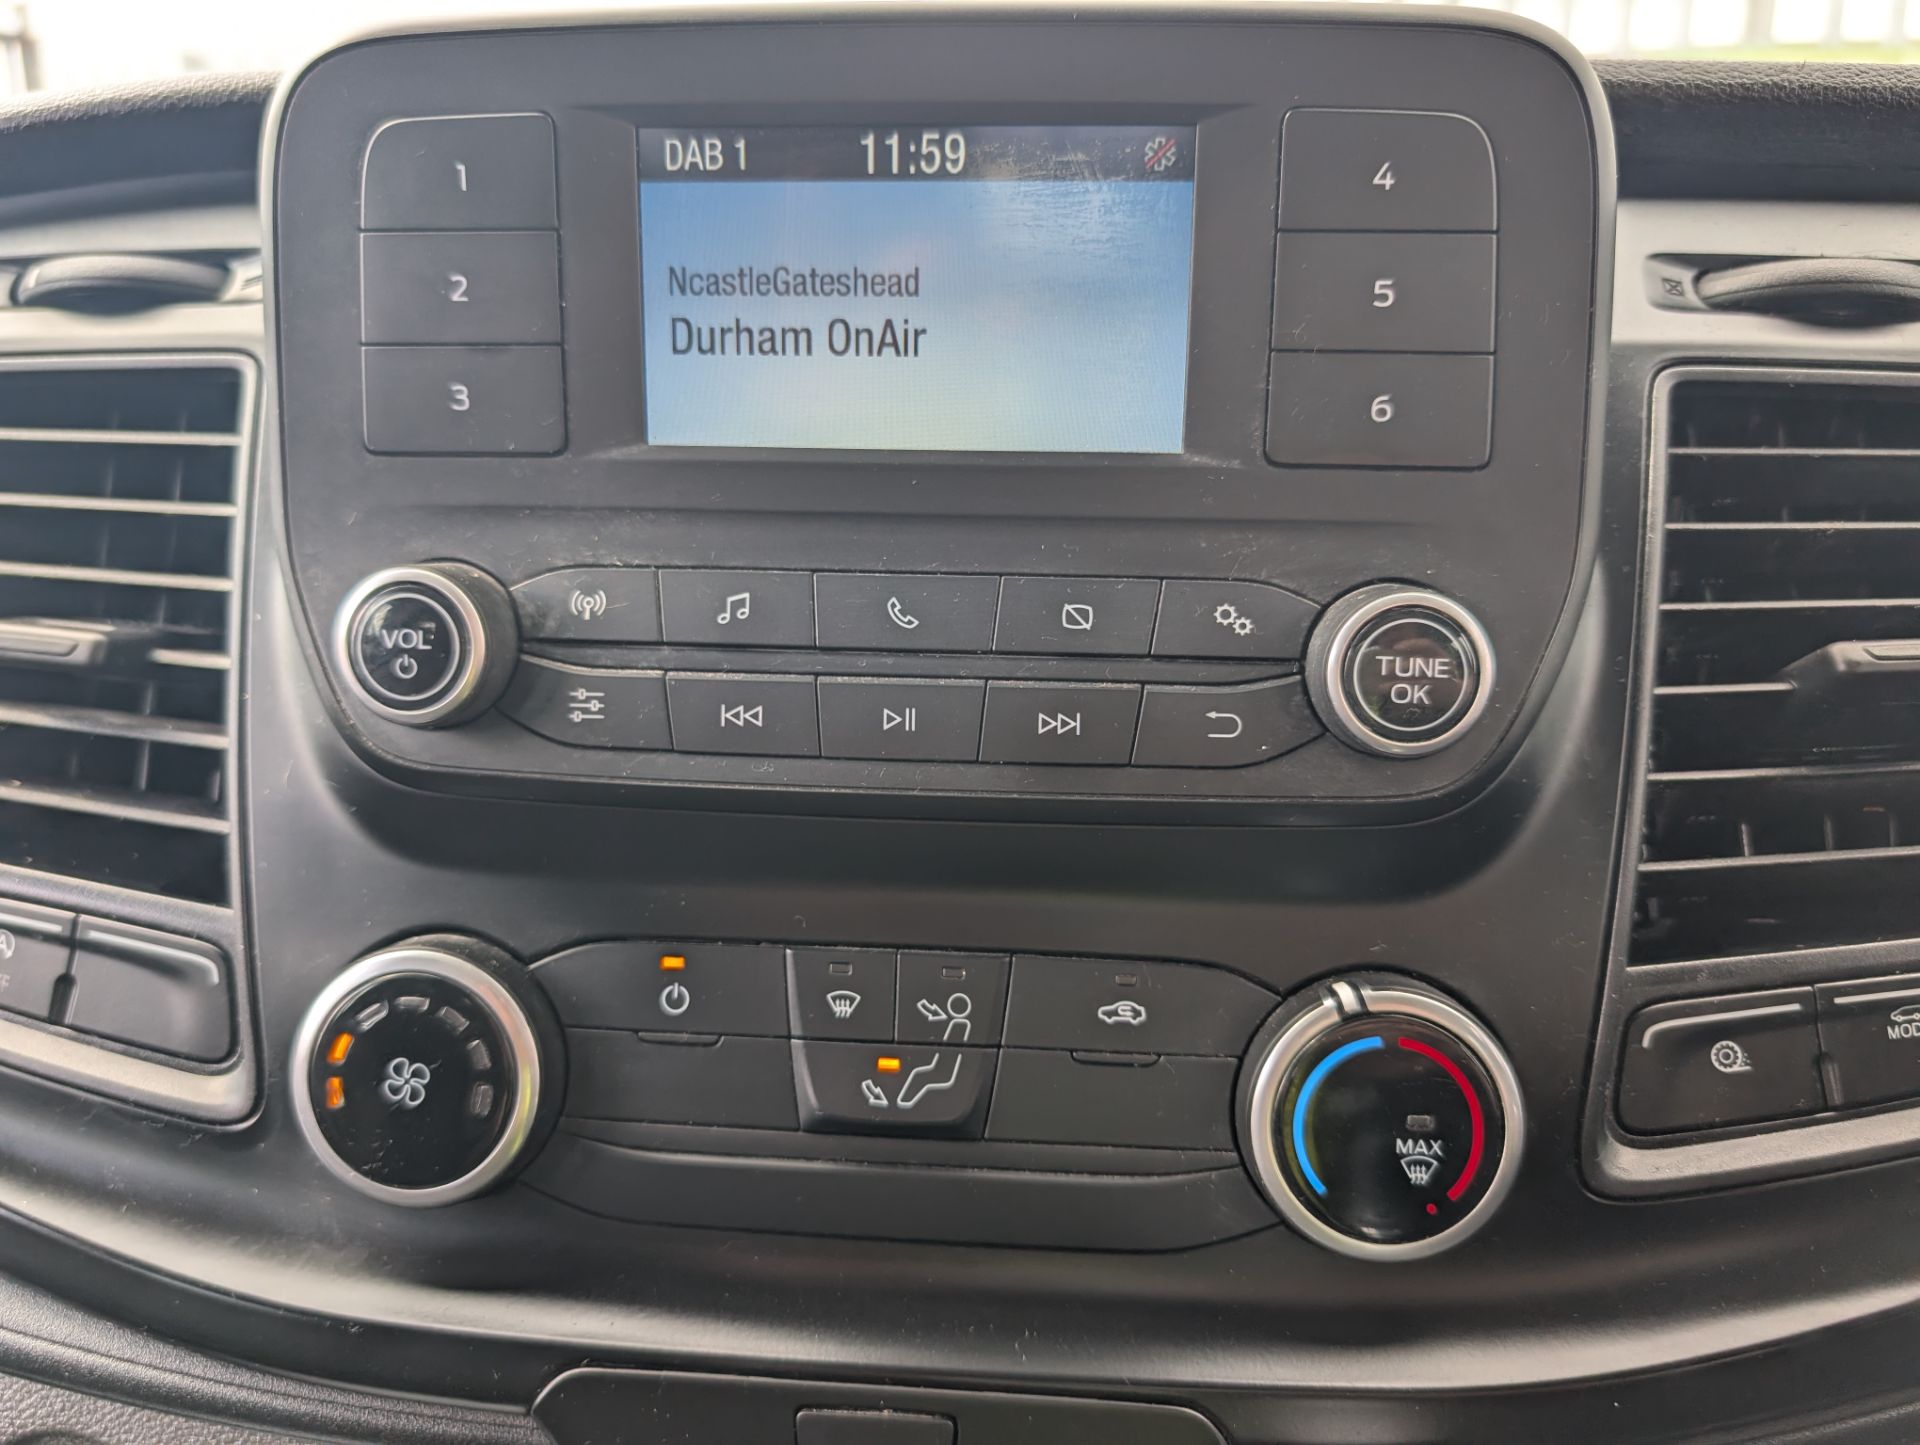 DAB 1 11:59
NcastleGateshead
Durham OnAir
1
2
3
4
5
6
VOL
TUNE
OK
MAX